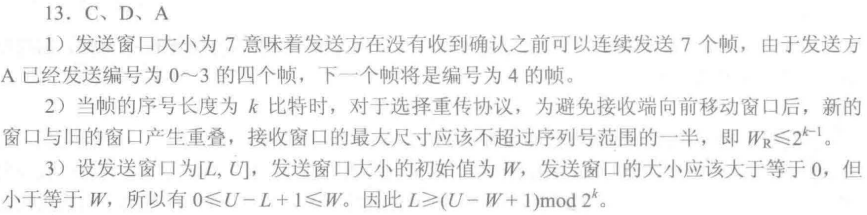 13. C、D、A
1）发送窗口大小为 7 意味着发送方在没有收到确认之前可以连续发送 7 个帧，由于发送方
A 已经发送编号为 0～3 的四个帧，下一个帧将是编号为 4 的帧。
2）当帧的序号长度为 k 比特时，对于选择重传协议，为避免接收端向前移动窗口后，新的
窗口与旧的窗口产生重叠，接收窗口的最大尺寸应该不超过序列号范围的一半，即 W_R≤2^{k-1}。
3）设发送窗口为[L, U]，发送窗口大小的初始值为 W，发送窗口的大小应该大于等于 0，但
小于等于 W，所以有 0≤U－L＋1≤W。因此 L≥(U－W＋1)mod 2^k。